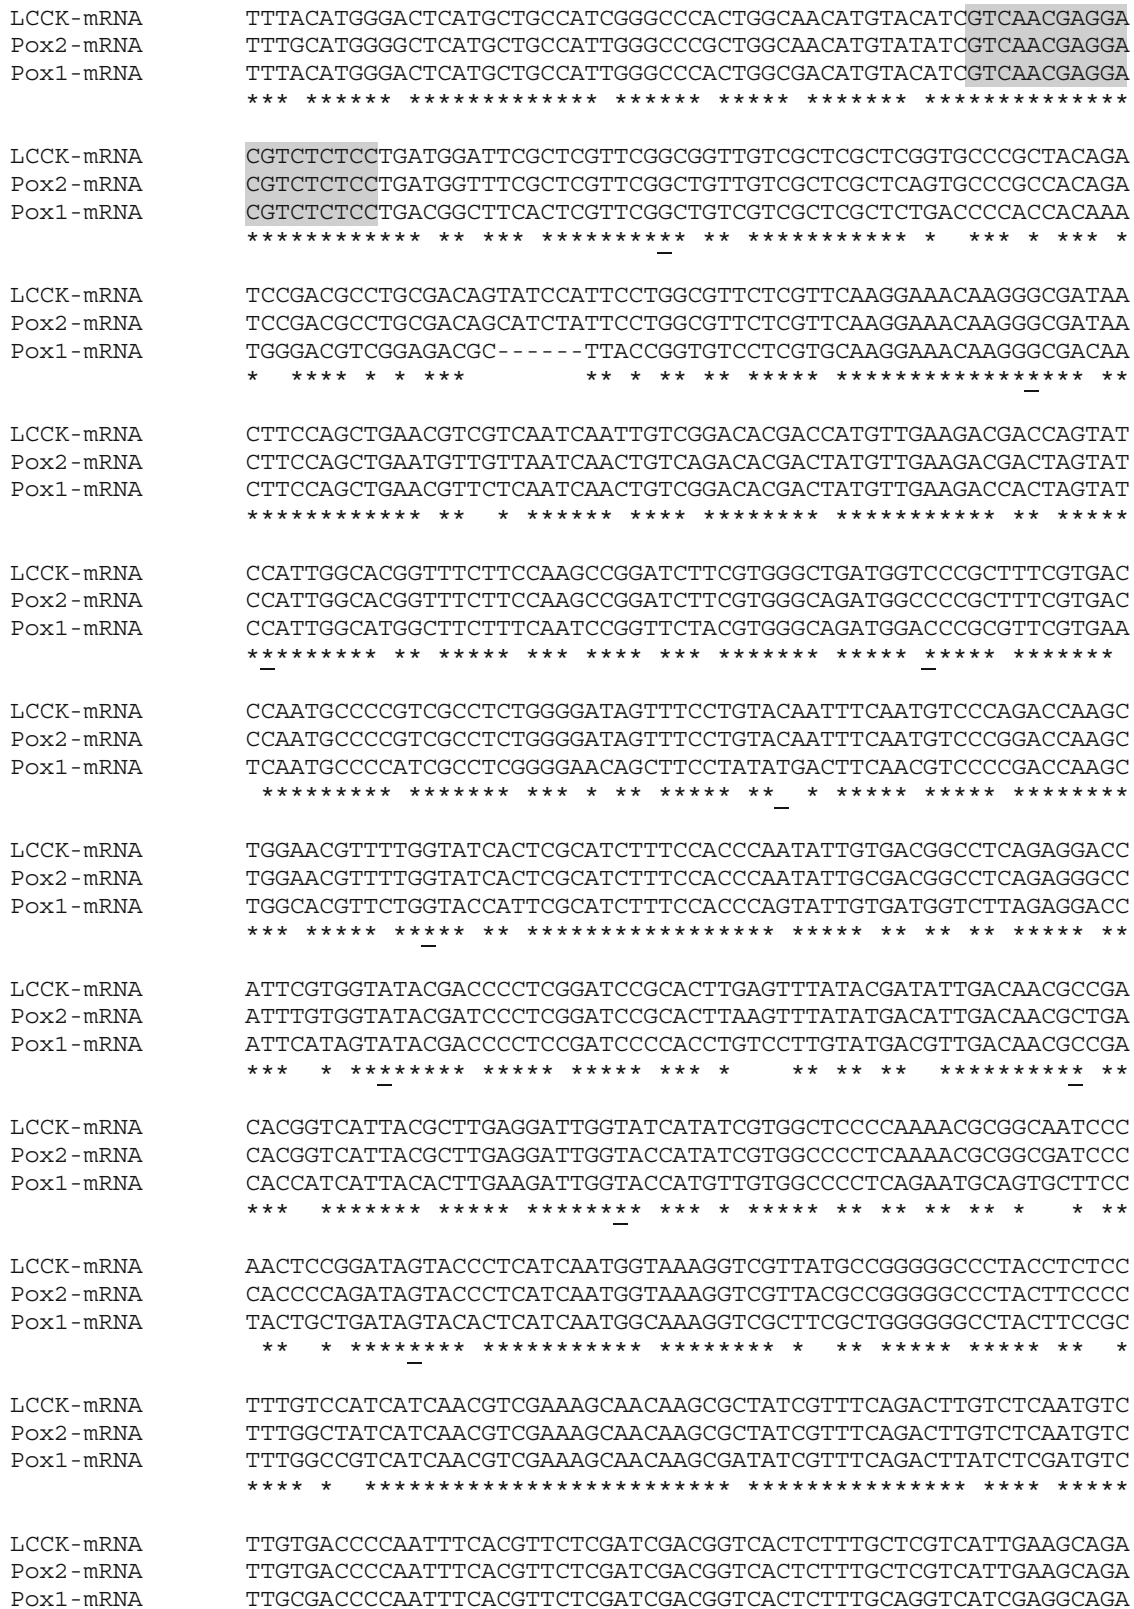 LCCK-mRNA TTTACATGGGACTCATGCTGCCATCGGGCCCACTGGCAACATGTACATCGTCAACGAGGA
Pox2-mRNA TTTGCATGGGGCTCATGCTGCCATTGGGCCCGCTGGCAACATGTATATCGTCAACGAGGA
Pox1-mRNA TTTACATGGGACTCATGCTGCCATTGGGCCCACTGGCGACATGTACATCGTCAACGAGGA
*** ****** ************* ****** ***** ******* **************
LCCK-mRNA CGTCTCTCCTGATGGATTCGCTCGTTCGGCGGTTGTCGCTCGCTCGGTGCCCGCTACAGA
Pox2-mRNA CGTCTCTCCTGATGGTTTCGCTCGTTCGGCTGTTGTCGCTCGCTCAGTGCCCGCCACAGA
Pox1-mRNA CGTCTCTCCTGACGGCTTCACTCGTTCGGCTGTCGTCGCTCGCTCTGACCCCACCACAAA
************ ** *** ********** ** *********** *  *** * *** *
LCCK-mRNA TCCGACGCCTGCGACAGTATCCATTCCTGGCGTTCTCGTTCAAGGAAACAAGGGCGATAA
Pox2-mRNA TCCGACGCCTGCGACAGCATCTATTCCTGGCGTTCTCGTTCAAGGAAACAAGGGCGATAA
Pox1-mRNA TGGGACGTCGGAGACGC------TTACCGGTGTCCTCGTGCAAGGAAACAAGGGCGACAA
*  **** * * ***        ** * ** ** ***** ***************** **
LCCK-mRNA CTTCCAGCTGAACGTCGTCAATCAATTGTCGGACACGACCATGTTGAAGACGACCAGTAT
Pox2-mRNA CTTCCAGCTGAATGTTGTTAATCAACTGTCAGACACGACTATGTTGAAGACGACTAGTAT
Pox1-mRNA CTTCCAGCTGAACGTTCTCAATCAACTGTCGGACACGACTATGTTGAAGACCACTAGTAT
************ **  * ****** **** ******** *********** ** *****
LCCK-mRNA CCATTGGCACGGTTTCTTCCAAGCCGGATCTTCGTGGGCTGATGGTCCCGCTTTCGTGAC
Pox2-mRNA CCATTGGCACGGTTTCTTCCAAGCCGGATCTTCGTGGGCAGATGGCCCCGCTTTCGTGAC
Pox1-mRNA CCATTGGCATGGCTTCTTTCAATCCGGTTCTACGTGGGCAGATGGACCCGCGTTCGTGAA
********* ** ***** *** **** *** ******* ***** ***** *******
LCCK-mRNA CCAATGCCCCGTCGCCTCTGGGGATAGTTTCCTGTACAATTTCAATGTCCCAGACCAAGC
Pox2-mRNA CCAATGCCCCGTCGCCTCTGGGGATAGTTTCCTGTACAATTTCAATGTCCCGGACCAAGC
Pox1-mRNA TCAATGCCCCATCGCCTCGGGGAACAGCTTCCTATATGACTTCAACGTCCCCGACCAAGC
********* ******* *** * ** ***** **  * ***** ***** ********
LCCK-mRNA TGGAACGTTTTGGTATCACTCGCATCTTTCCACCCAATATTGTGACGGCCTCAGAGGACC
Pox2-mRNA TGGAACGTTTTGGTATCACTCGCATCTTTCCACCCAATATTGCGACGGCCTCAGAGGGCC
Pox1-mRNA TGGCACGTTCTGGTACCATTCGCATCTTTCCACCCAGTATTGTGATGGTCTTAGAGGACC
*** ***** ***** ** ***************** ***** ** ** ** ***** **
LCCK-mRNA ATTCGTGGTATACGACCCCTCGGATCCGCACTTGAGTTTATACGATATTGACAACGCCGA
Pox2-mRNA ATTTGTGGTATACGATCCCTCGGATCCGCACTTAAGTTTATATGACATTGACAACGCTGA
Pox1-mRNA ATTCATAGTATACGACCCCTCCGATCCCCACCTGTCCTTGTATGACGTTGACAACGCCGA
***  * ******** ***** ***** *** *    ** ** **  ********** **
LCCK-mRNA CACGGTCATTACGCTTGAGGATTGGTATCATATCGTGGCTCCCCAAAACGCGGCAATCCC
Pox2-mRNA CACGGTCATTACGCTTGAGGATTGGTACCATATCGTGGCCCCTCAAAACGCGGCGATCCC
Pox1-mRNA CACCATCATTACACTTGAAGATTGGTACCATGTTGTGGCCCCTCAGAATGCAGTGCTTCC
***  ******* ***** ******** *** * ***** ** ** ** ** *   * **
LCCK-mRNA AACTCCGGATAGTACCCTCATCAATGGTAAAGGTCGTTATGCCGGGGGCCCTACCTCTCC
Pox2-mRNA CACCCCAGATAGTACCCTCATCAATGGTAAAGGTCGTTACGCCGGGGGCCCTACTTCCCC
Pox1-mRNA TACTGCTGATAGTACACTCATCAATGGCAAAGGTCGCTTCGCTGGGGGGCCTACTTCCGC
**  * ******** *********** ******** *  ** ***** ***** **  *
LCCK-mRNA TTTGTCCATCATCAACGTCGAAAGCAACAAGCGCTATCGTTTCAGACTTGTCTCAATGTC
Pox2-mRNA TTTGGCTATCATCAACGTCGAAAGCAACAAGCGCTATCGTTTCAGACTTGTCTCAATGTC
Pox1-mRNA TTTGGCCGTCATCAACGTCGAAAGCAACAAGCGATATCGTTTCAGACTTATCTCGATGTC
**** *  ************************* *************** **** *****
LCCK-mRNA TTGTGACCCCAATTTCACGTTCTCGATCGACGGTCACTCTTTGCTCGTCATTGAAGCAGA
Pox2-mRNA TTGTGACCCCAATTTCACGTTCTCGATCGACGGTCACTCTTTGCTCGTCATTGAAGCAGA
Pox1-mRNA TTGCGACCCCAATTTCACGTTCTCGATCGACGGTCACTCTTTGCAGGTCATCGAGGCAGA